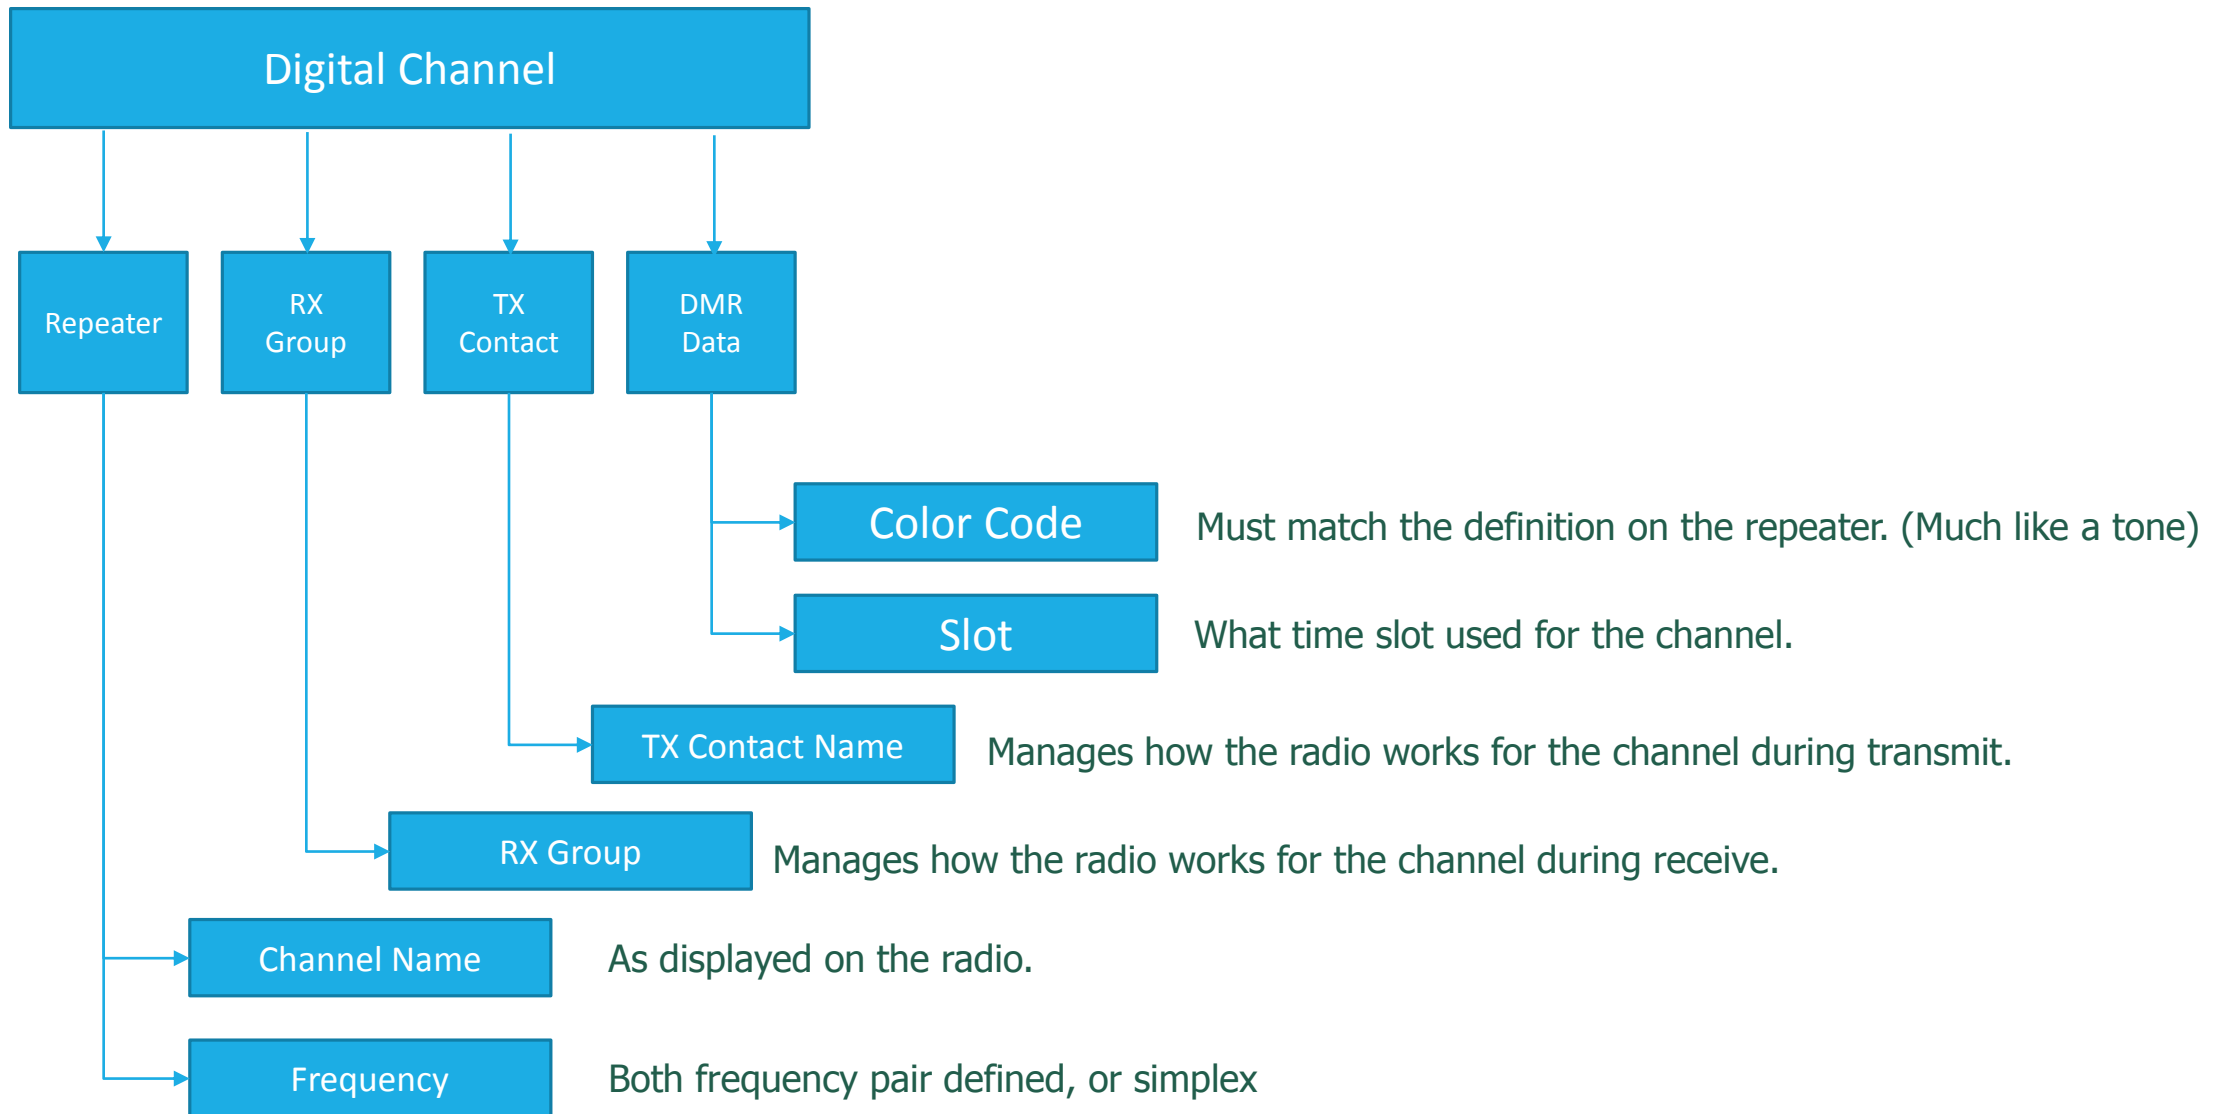 Digital Channel
Repeater
RX
Group
TX
Contact
DMR
Data
Color Code
Must match the definition on the repeater. (Much like a tone)
Slot
What time slot used for the channel.
TX Contact Name
Manages how the radio works for the channel during transmit.
RX Group
Manages how the radio works for the channel during receive.
Channel Name
As displayed on the radio.
Frequency
Both frequency pair defined, or simplex